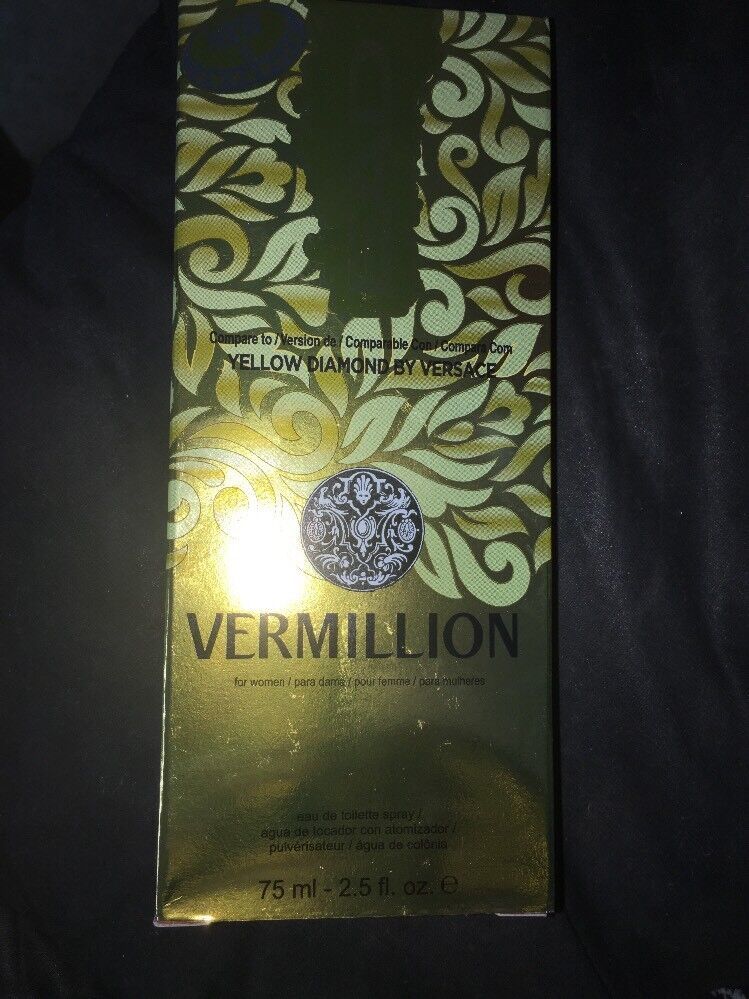 Compare to / Version de / Comparable Con / Compara Com
YELLOW DIAMOND BY VERSACE
VERMILLION
for women / para dama / pour femme / para mulheres
eau de toilette spray /
agua de tocador con atomizador /
pulvérisateur / água de colônia
75 ml - 2.5 fl. oz. ℮